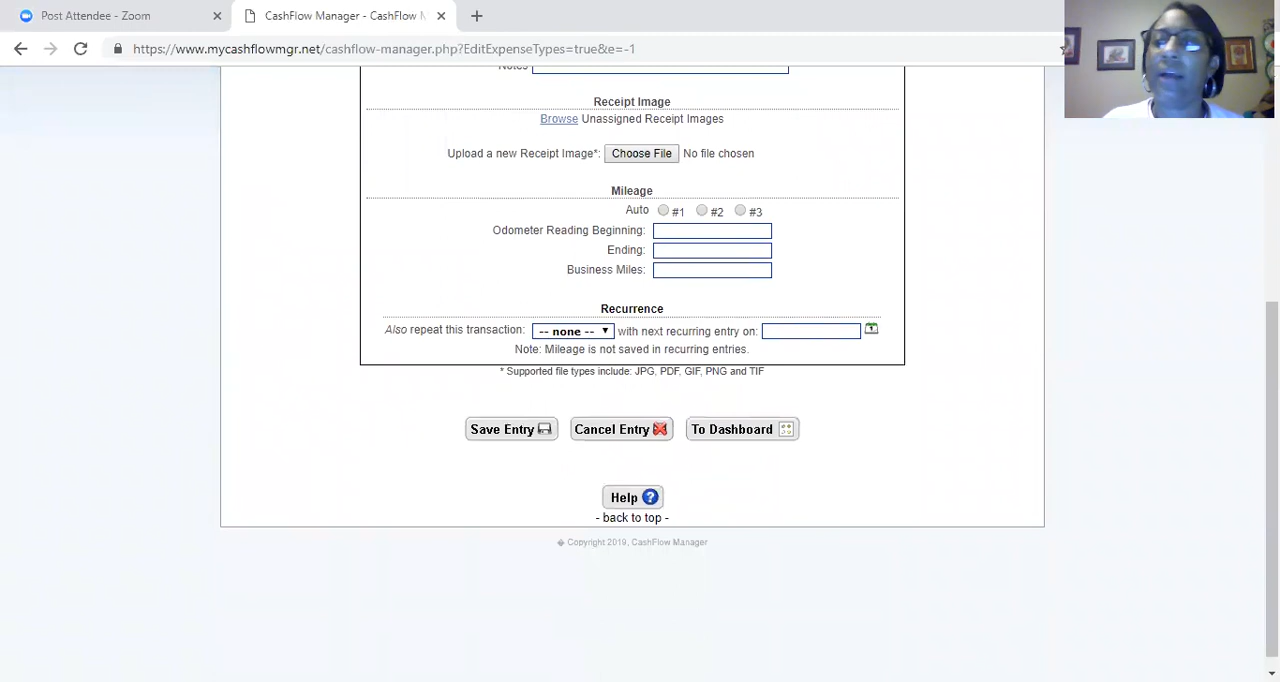 Post Attendee - Zoom
CashFlow Manager - CashFlow M
https://www.mycashflowmgr.net/cashflow-manager.php?EditExpenseTypes=true&e=-1
Notes
Receipt Image
Browse Unassigned Receipt Images
Upload a new Receipt Image*: Choose File No file chosen
Mileage
Auto #1 #2 #3
Odometer Reading Beginning:
Ending:
Business Miles:
Recurrence
Also repeat this transaction: -- none -- with next recurring entry on:
Note: Mileage is not saved in recurring entries.
* Supported file types include: JPG, PDF, GIF, PNG and TIF
Save Entry Cancel Entry To Dashboard
Help ?
- back to top -
� Copyright 2019, CashFlow Manager